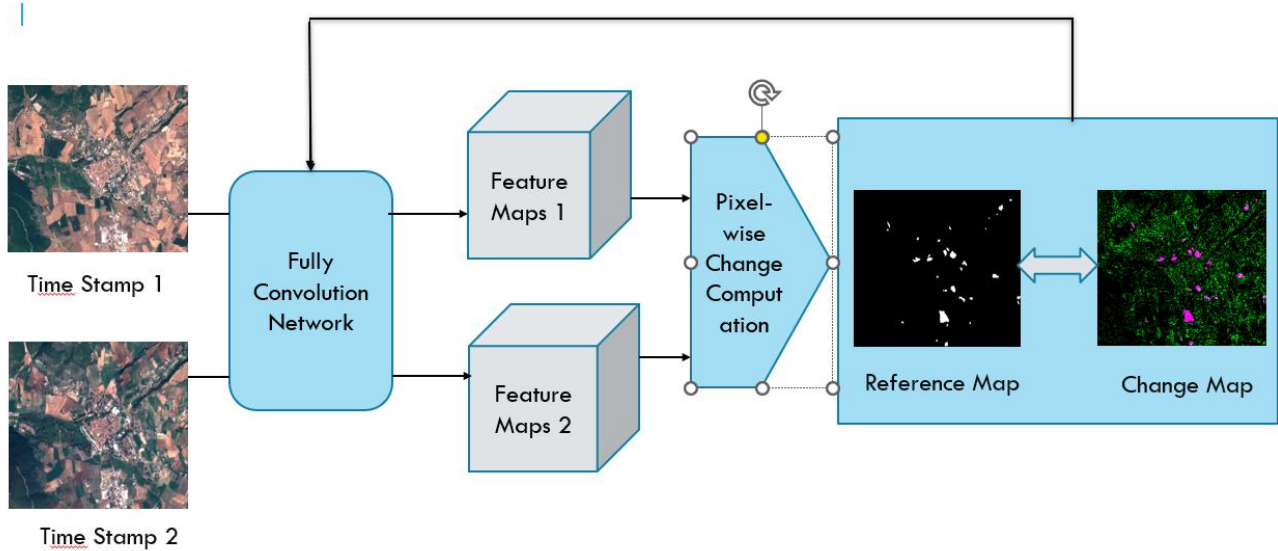 Time Stamp 1
Time Stamp 2
Fully
Convolution
Network
Feature
Maps 1
Feature
Maps 2
Pixel-
wise
Change
Comput
ation
Reference Map
Change Map